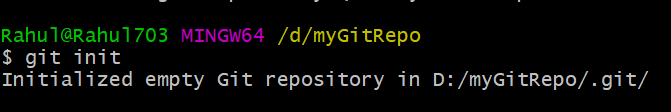 Rahul@Rahul703 MINGW64 /d/myGitRepo
$ git init
Initialized empty Git repository in D:/myGitRepo/.git/